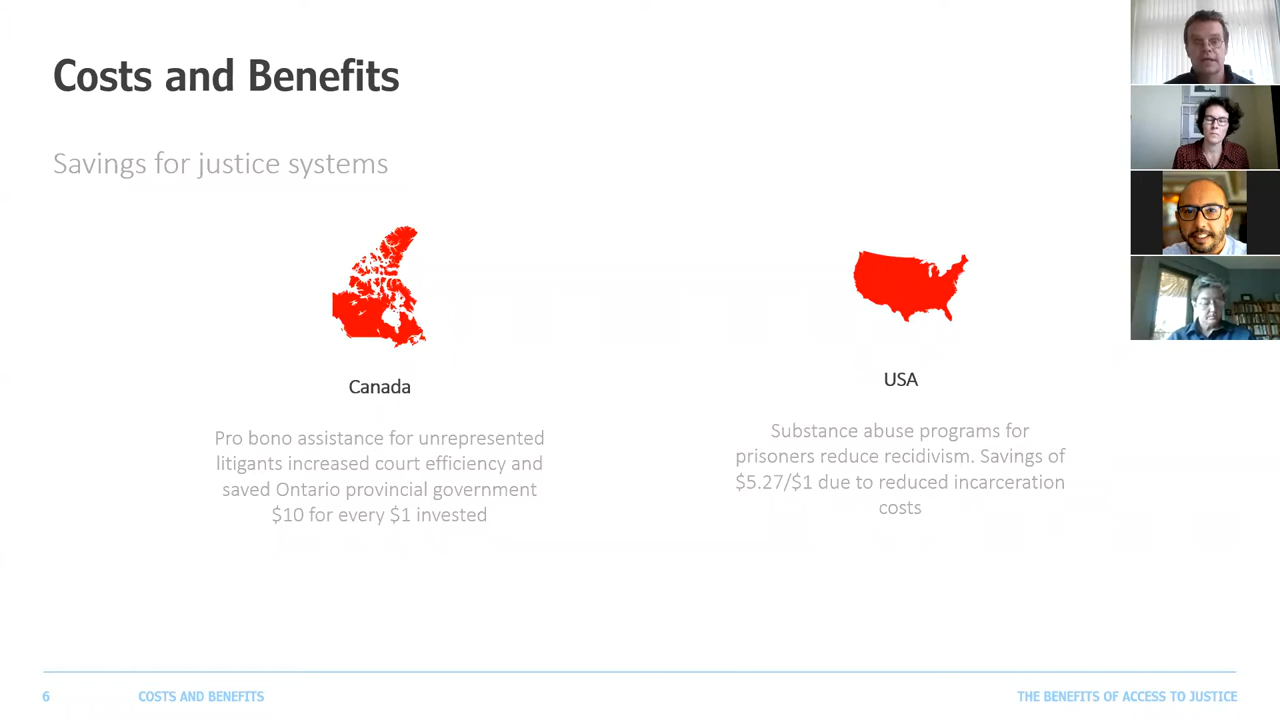 Costs and Benefits
Savings for justice systems
Canada
Pro bono assistance for unrepresented
litigants increased court efficiency and
saved Ontario provincial government
$10 for every $1 invested
USA
Substance abuse programs for
prisoners reduce recidivism. Savings of
$5.27/$1 due to reduced incarceration
costs
6 COSTS AND BENEFITS THE BENEFITS OF ACCESS TO JUSTICE